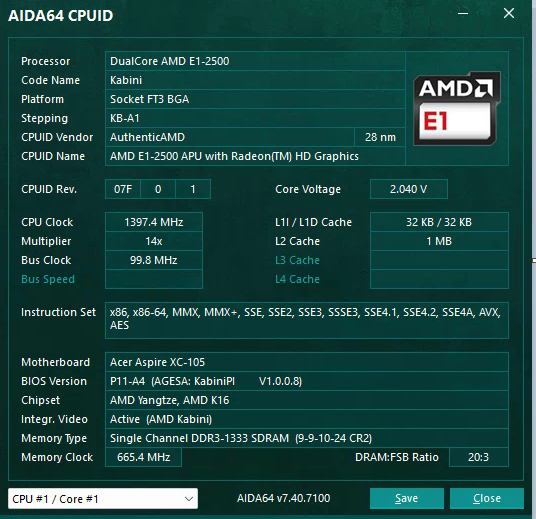 AIDA64 CPUID
Processor DualCore AMD E1-2500
Code Name Kabini
Platform Socket FT3 BGA
Stepping KB-A1
CPUID Vendor AuthenticAMD 28 nm
CPUID Name AMD E1-2500 APU with Radeon(TM) HD Graphics
AMD
E1
CPUID Rev. 07F 0 1 Core Voltage 2.040 V
CPU Clock 1397.4 MHz L1I / L1D Cache 32 KB / 32 KB
Multiplier 14x L2 Cache 1 MB
Bus Clock 99.8 MHz L3 Cache
Bus Speed L4 Cache
Instruction Set x86, x86-64, MMX, MMX+, SSE, SSE2, SSE3, SSSE3, SSE4.1, SSE4.2, SSE4A, AVX,
AES
Motherboard Acer Aspire XC-105
BIOS Version P11-A4 (AGESA: KabiniPI V1.0.0.8)
Chipset AMD Yangtze, AMD K16
Integr. Video Active (AMD Kabini)
Memory Type Single Channel DDR3-1333 SDRAM (9-9-10-24 CR2)
Memory Clock 665.4 MHz DRAM:FSB Ratio 20:3
CPU #1 / Core #1 AIDA64 v7.40.7100 Save Close